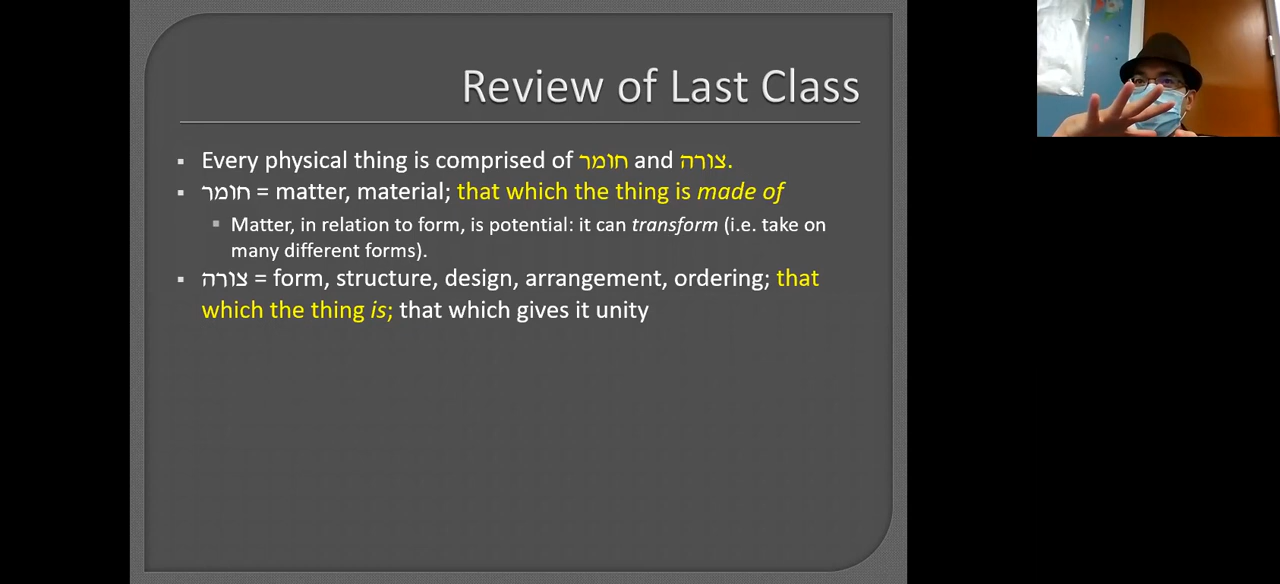 Review of Last Class
Every physical thing is comprised of חומר and צורה.
חומר = matter, material; that which the thing is made of
Matter, in relation to form, is potential: it can transform (i.e. take on
many different forms).
צורה = form, structure, design, arrangement, ordering; that
which the thing is; that which gives it unity